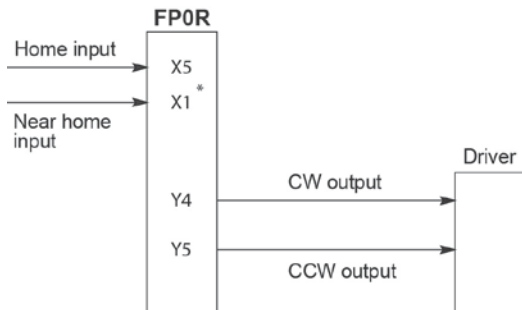 FP0R
Home input
X5
X1 *
Near home
input
Driver
CW output
Y4
Y5
CCW output